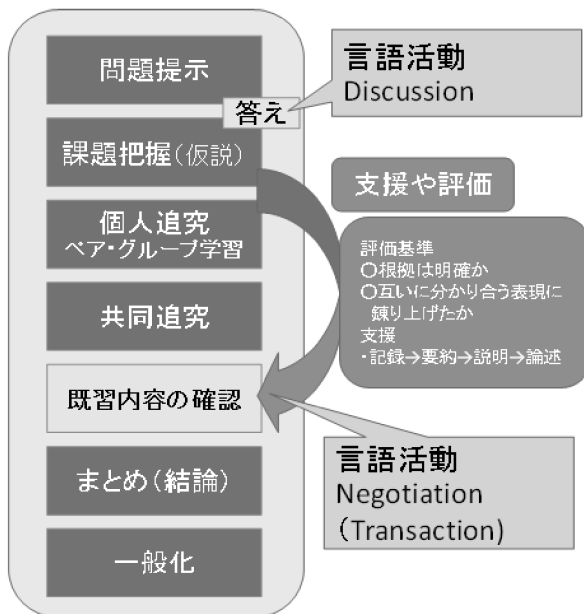 問題提示
答え
課題把握(仮説)
個人追究
ペア・グループ学習
共同追究
既習内容の確認
まとめ(結論)
一般化
言語活動
Discussion
支援や評価
評価基準
○根拠は明確か
○互いに分かり合う表現に
錬り上げたか
支援
・記録→要約→説明→論述
言語活動
Negotiation
(Transaction)